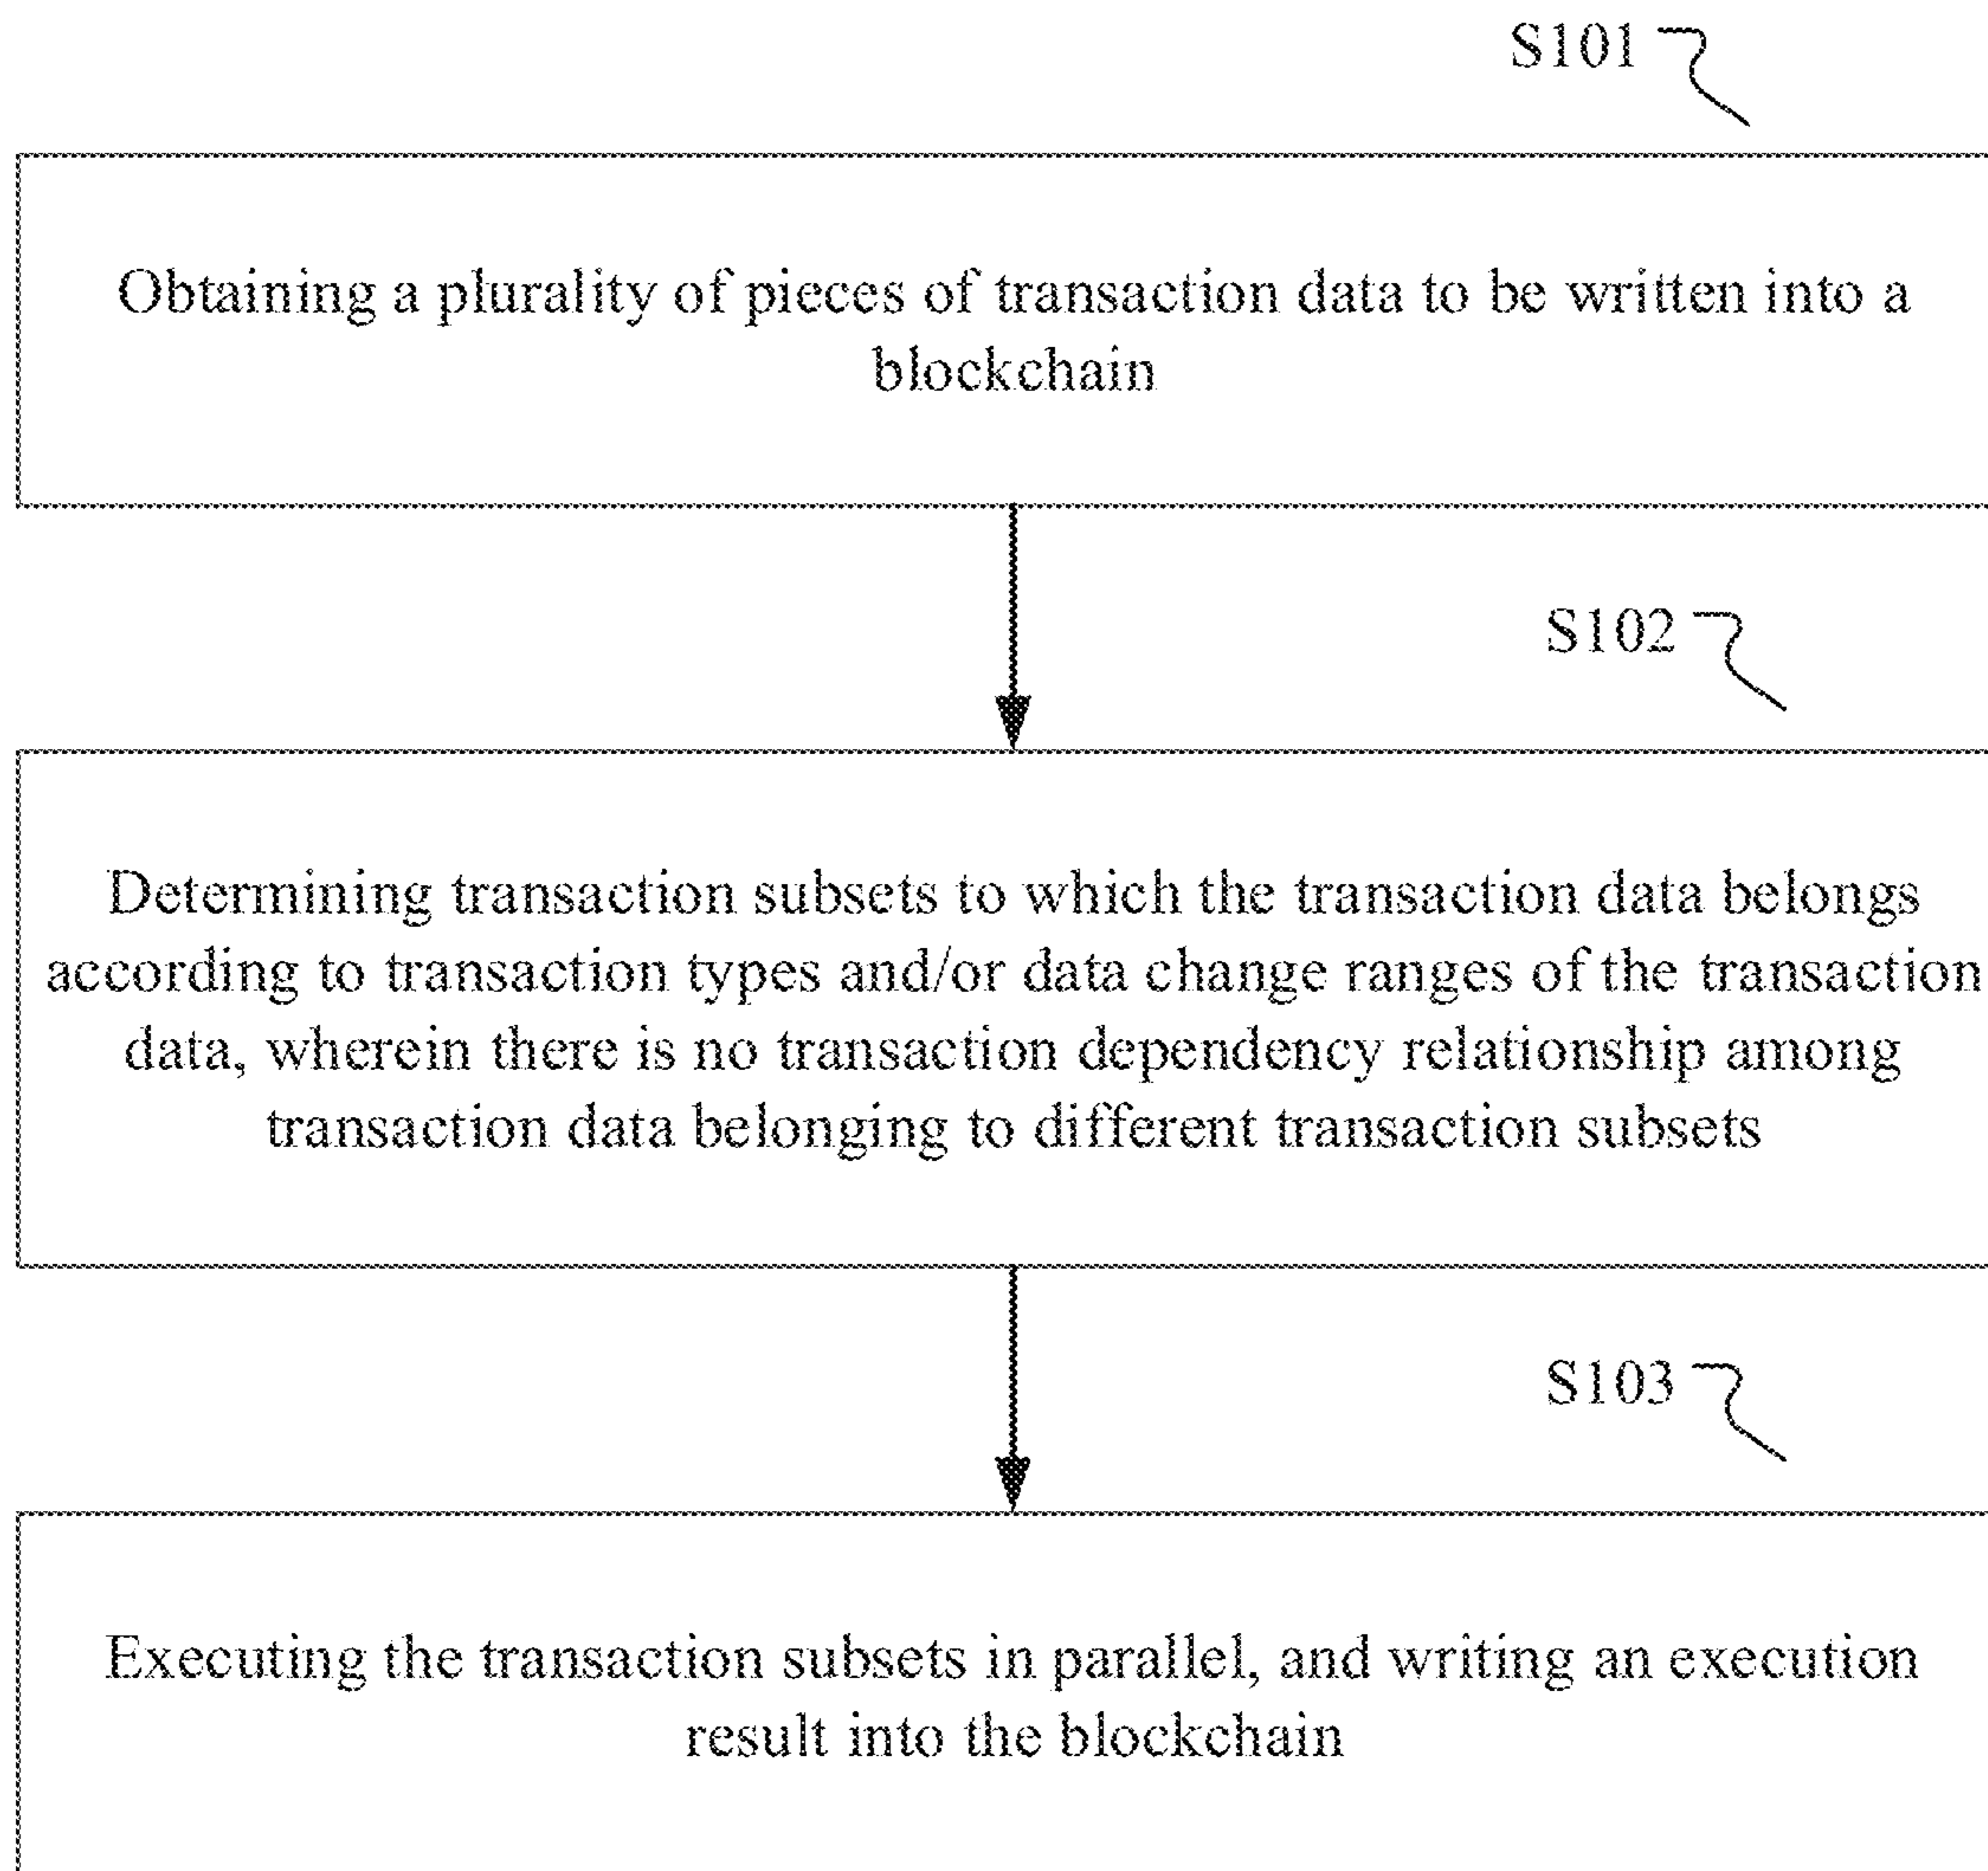 S101
Obtaining a plurality of pieces of transaction data to be written into a
blockchain
S102
Determining transaction subsets to which the transaction data belongs
according to transaction types and/or data change ranges of the transaction
data, wherein there is no transaction dependency relationship among
transaction data belonging to different transaction subsets
S103
Executing the transaction subsets in parallel, and writing an execution
result into the blockchain